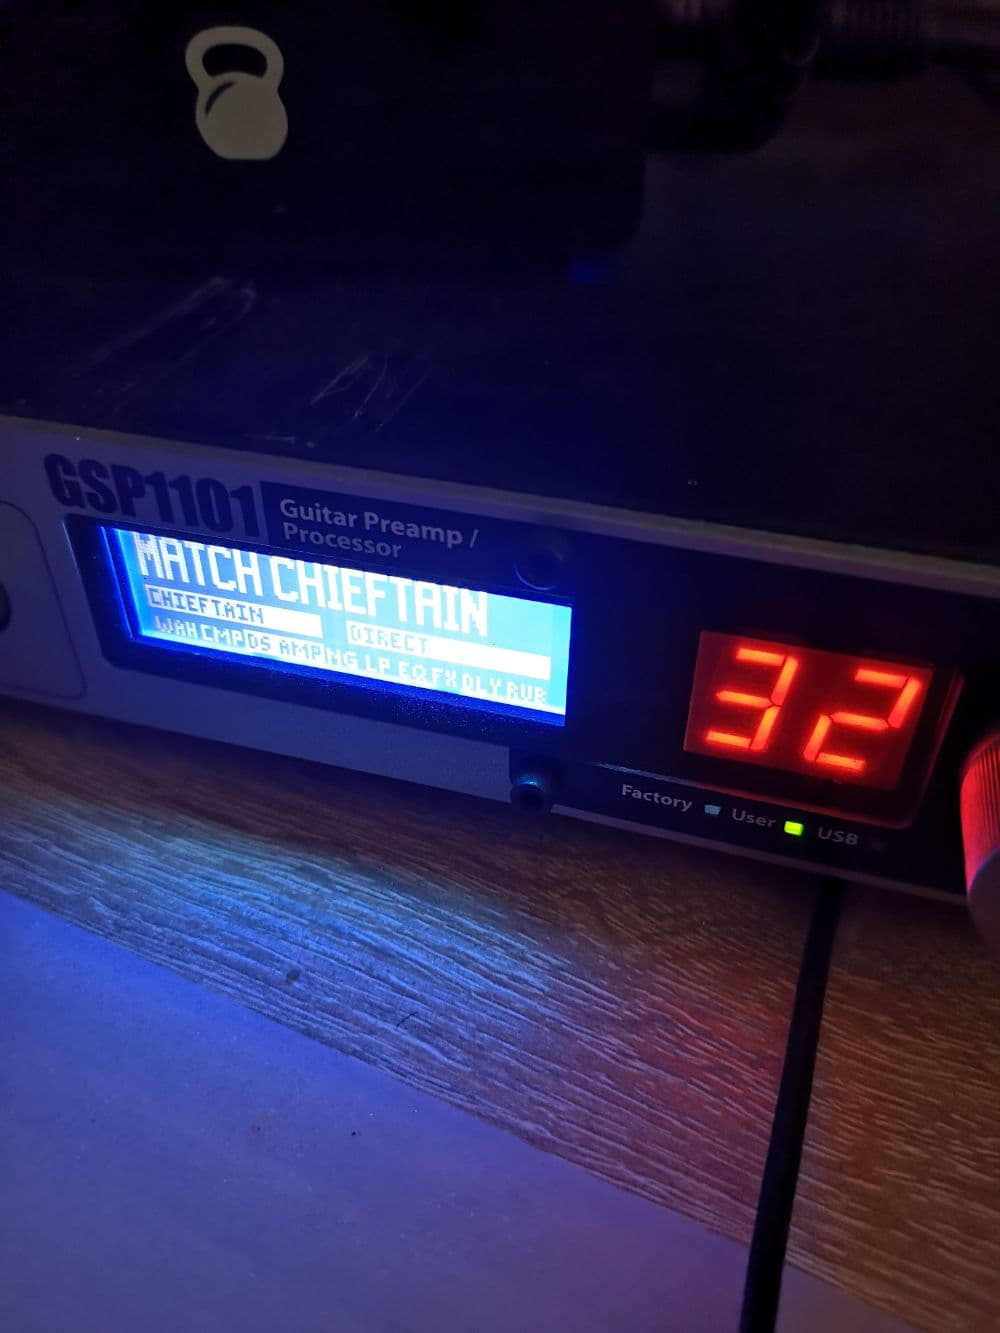 GSP1101
Guitar Preamp /
Processor
MATCH CHIEFTAIN
CHIEFTAIN DIRECT
WAH CMP DS AMP NG LP EQ FX DLY RVB
32
Factory User USB